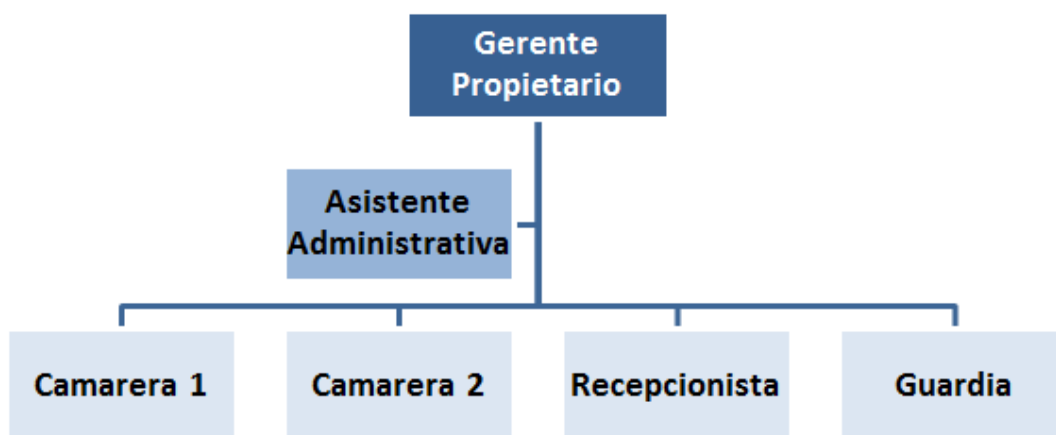 Gerente
Propietario
Asistente
Administrativa
Camarera 1
Camarera 2
Recepcionista
Guardia